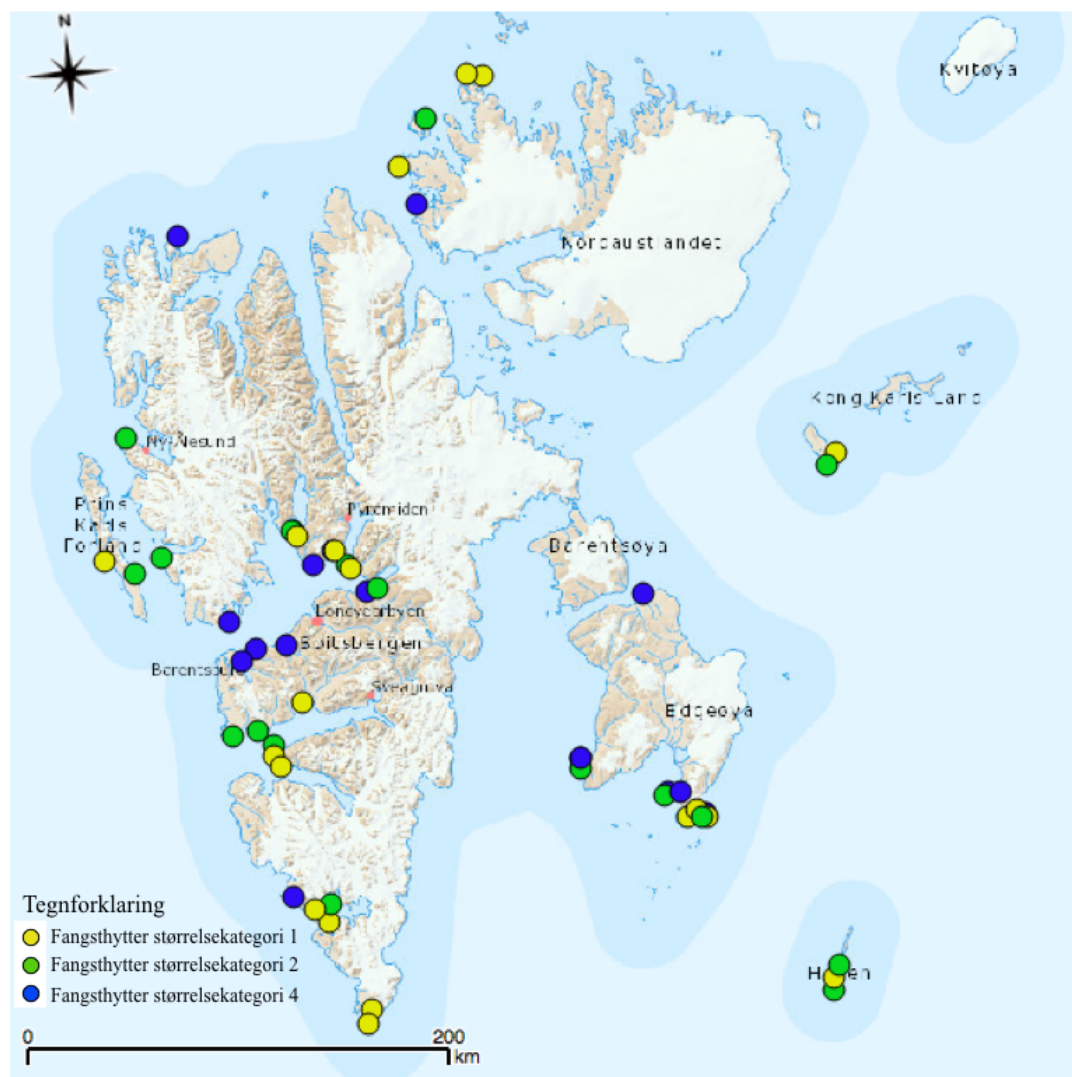 N
Kvitøya
Nordaustlandet
Kong Karls Land
Ny-Ålesund
Prins
Karls
Forland
Pyramiden
Barentsøya
Longyearbyen
Spitsbergen
Barentsburg
Sveagruva
Edgeøya
Tegnforklaring
Fangsthytter størrelsekategori 1
Fangsthytter størrelsekategori 2
Fangsthytter størrelsekategori 4
Hopen
0 200
km